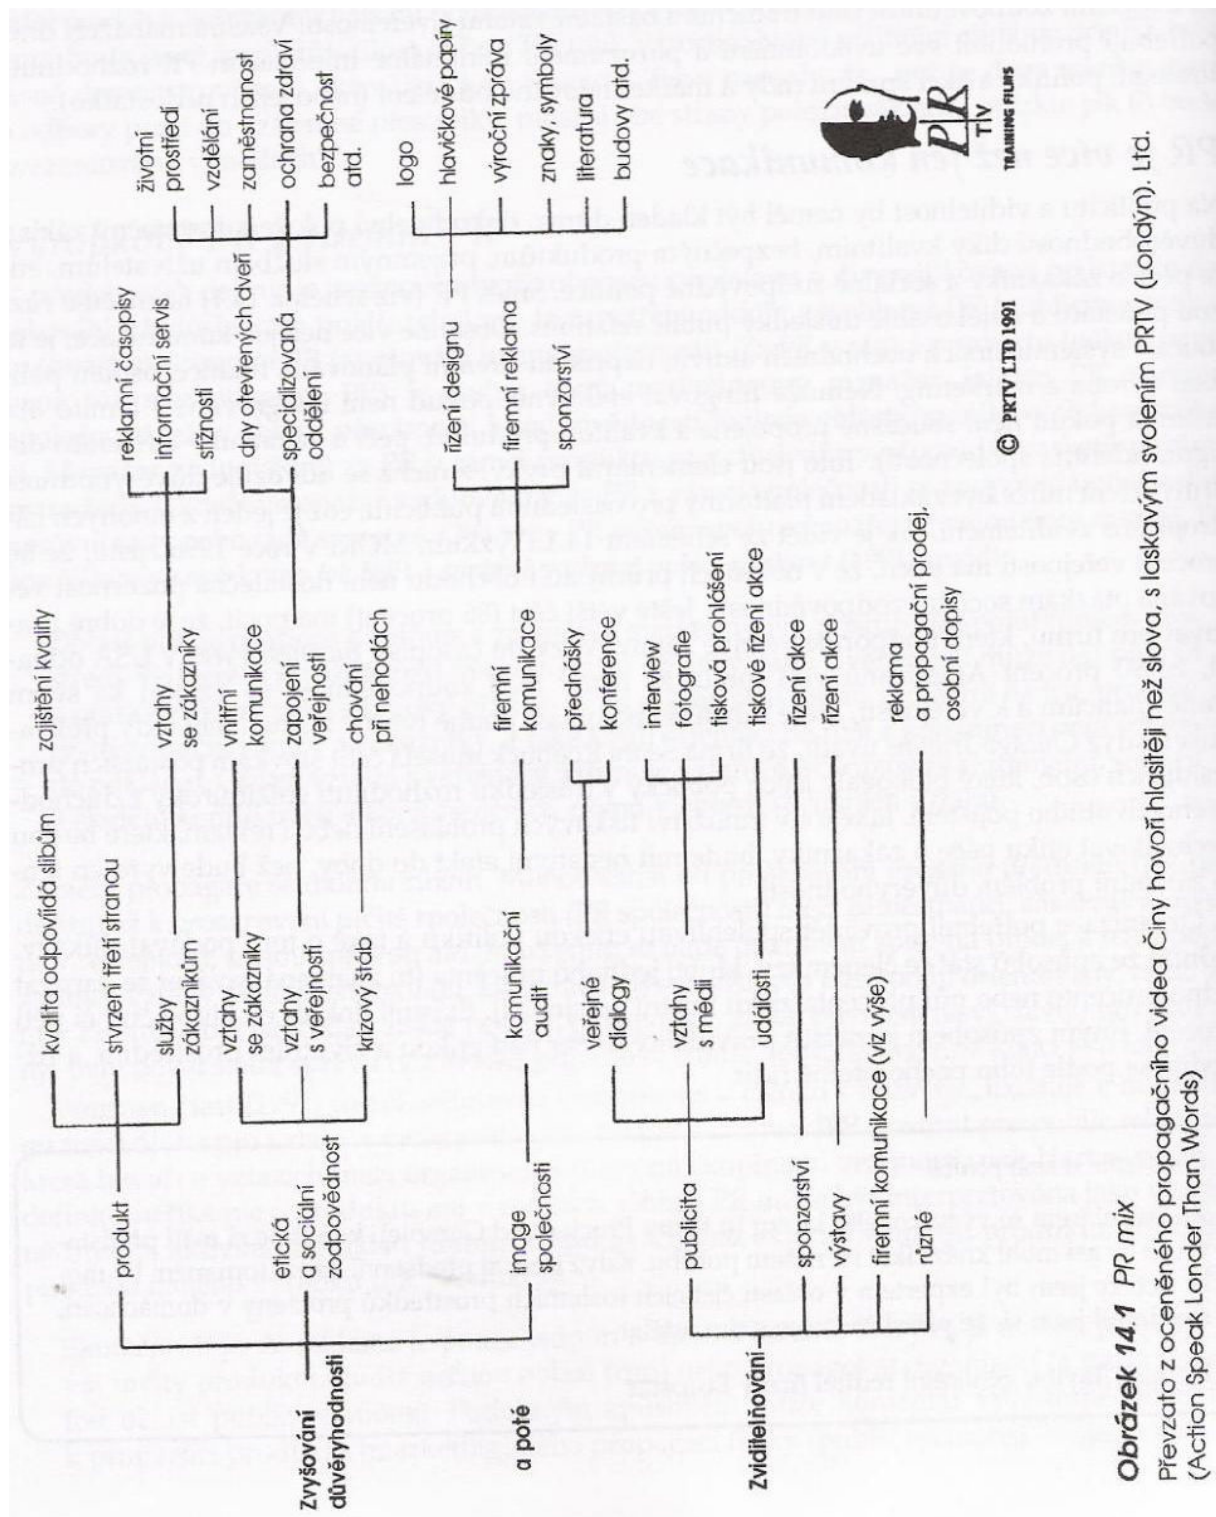 Zvyšování
důvěryhodnosti
produkt
kvalita odpovídá slibům
zajištění kvality
stvrzení třetí stranou
služby
zákazníkům
vztahy
se zákazníky
reklamní časopisy
informační servis
stížnosti
etická
a sociální
zodpovědnost
vztahy
se zákazníky
vnitřní
komunikace
vztahy
s veřejností
zapojení
veřejnosti
dny otevřených dveří
specializovaná
oddělení
životní
prostředí
vzdělání
zaměstnanost
ochrana zdraví
bezpečnost
atd.
krizový štáb
chování
při nehodách
image
společnosti
komunikační
audit
firemní
komunikace
řízení designu
firemní reklama
sponzorství
logo
hlavičkové papíry
výroční zpráva
znaky, symboly
literatura
budovy atd.
a poté
Zviditelňování
publicita
veřejné
dialogy
přednášky
konference
vztahy
s médii
interview
fotografie
tisková prohlášení
události
tiskové řízení akce
sponzorství
řízení akce
výstavy
řízení akce
firemní komunikace (viz výše)
různé
reklama
a propagační prodej,
osobní dopisy
© PRTV LTD 1991
PR
TV
TRAINING FILMS
Obrázek 14.1 PR mix
Převzato z oceněného propagačního videa Činy hovoří hlasitěji než slova, s laskavým svolením PRTV (Londýn), Ltd.
(Action Speak Londer Than Words)